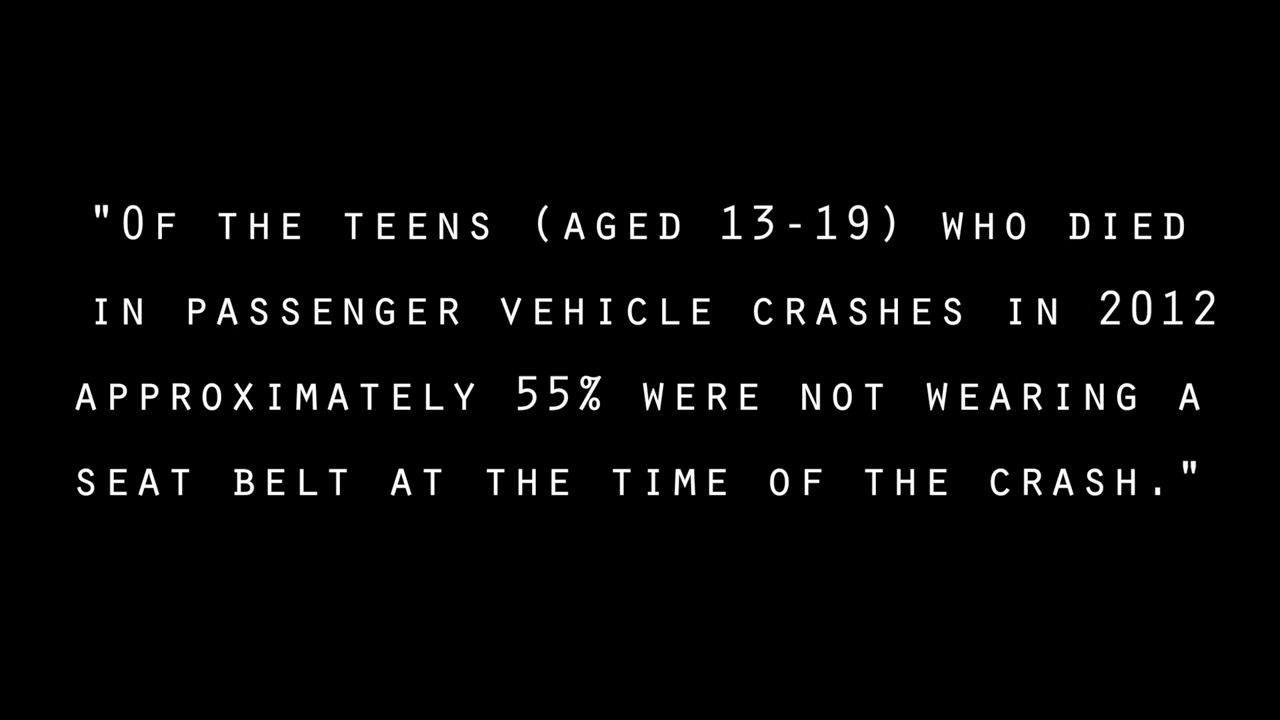 "Of the teens (aged 13-19) who died
in passenger vehicle crashes in 2012
approximately 55% were not wearing a
seat belt at the time of the crash."